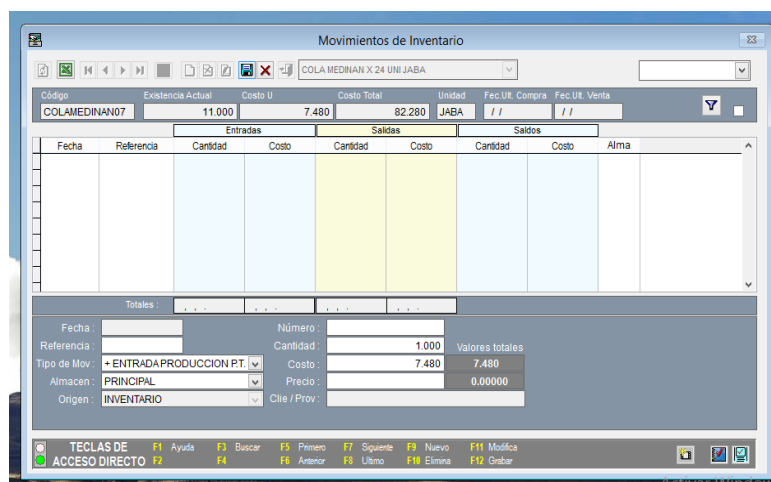 Movimientos de Inventario
COLA MEDINAN X 24 UNI JABA
Código Existencia Actual Costo U Costo Total Unidad Fec.Ult. Compra Fec.Ult. Venta
COLAMEDINAN07 11.000 7.480 82.280 JABA / / / /
Entradas Salidas Saldos
Fecha Referencia Cantidad Costo Cantidad Costo Cantidad Costo Alma
Totales : , , . , , . , , . , , .
Fecha : Número :
Referencia : Cantidad : 1.000 Valores totales
Tipo de Mov : + ENTRADA PRODUCCION P.T. Costo : 7.480 7.480
Almacen : PRINCIPAL Precio : 0.00000
Origen : INVENTARIO Clie / Prov :
TECLAS DE F1 Ayuda F3 Buscar F5 Primero F7 Siguiente F9 Nuevo F11 Modifica
ACCESO DIRECTO F2 F4 F6 Anterior F8 Ultimo F10 Elimina F12 Grabar